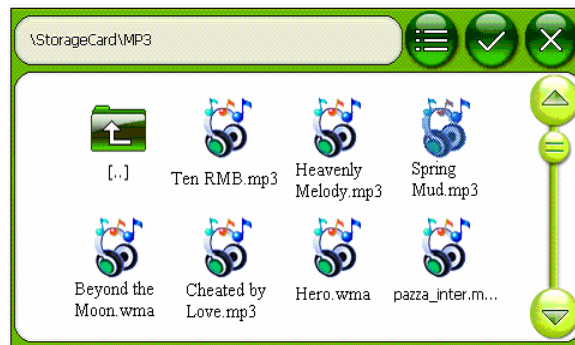 \StorageCard\MP3
[..]
Ten RMB.mp3
Heavenly
Melody.mp3
Spring
Mud.mp3
Beyond the
Moon.wma
Cheated by
Love.mp3
Hero.wma
pazza_inter.m...